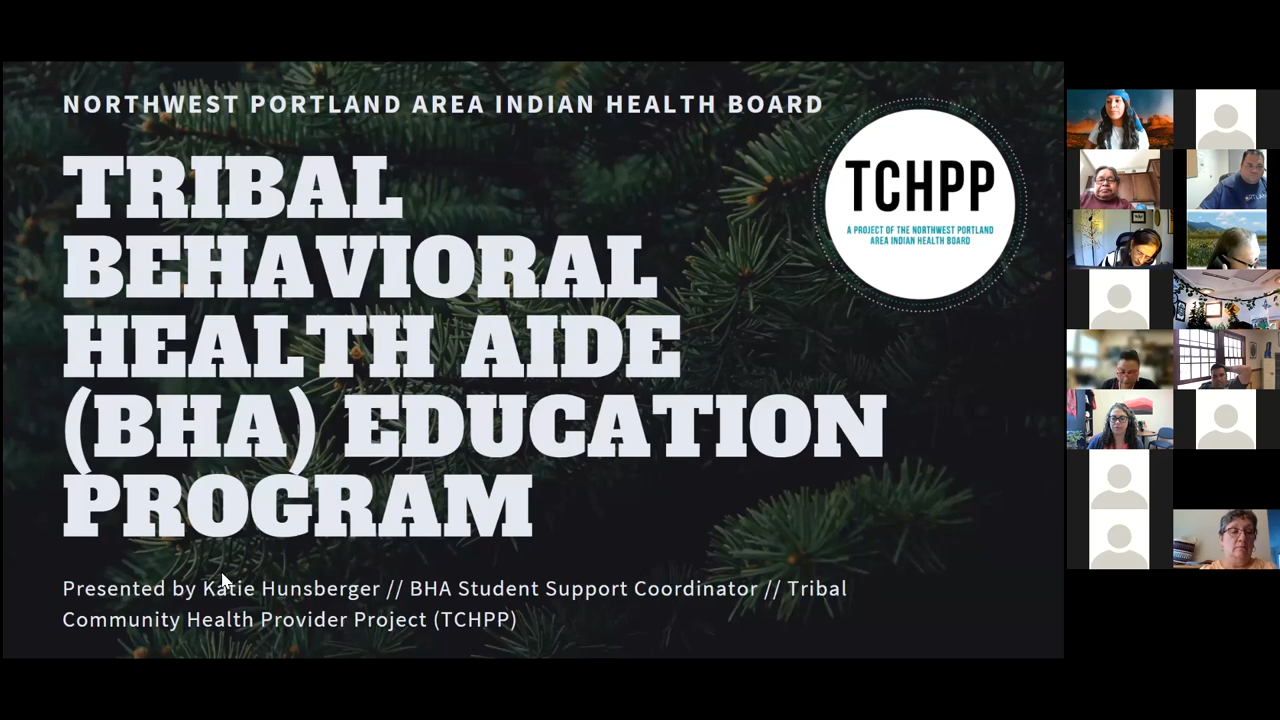 NORTHWEST PORTLAND AREA INDIAN HEALTH BOARD
TRIBAL
BEHAVIORAL
HEALTH AIDE
(BHA) EDUCATION
PROGRAM
TCHPP
A PROJECT OF THE NORTHWEST PORTLAND
AREA INDIAN HEALTH BOARD
Presented by Katie Hunsberger // BHA Student Support Coordinator // Tribal
Community Health Provider Project (TCHPP)